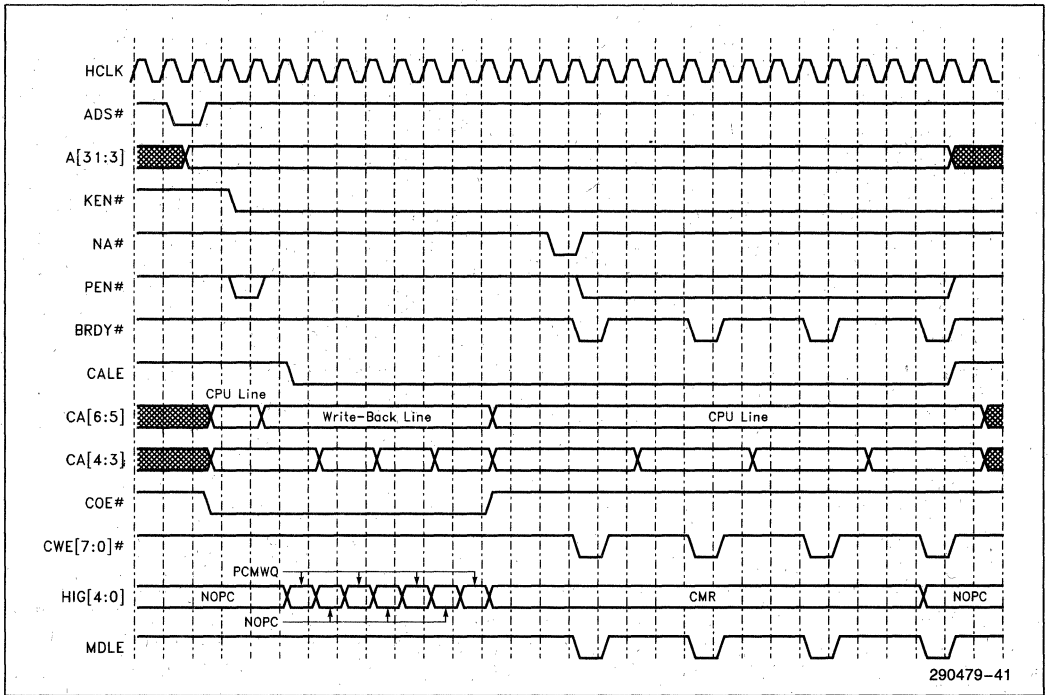 HCLK
ADS#
A[31:3]
KEN#
NA#
PEN#
BRDY#
CALE
CPU Line
CA[6:5]
Write-Back Line
CPU Line
CA[4:3]
COE#
CWE[7:0]#
PCMWQ
HIG[4:0]
NOPC
CMR
NOPC
NOPC
MDLE
290479-41